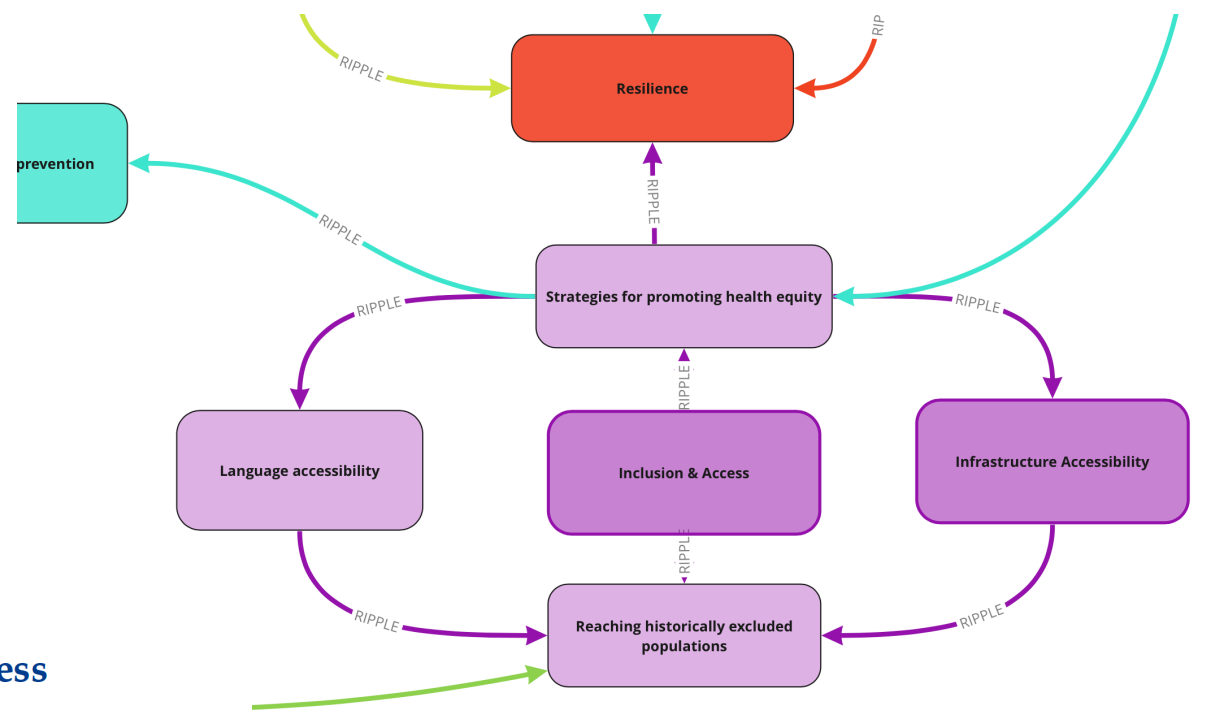 RIP
RIPPLE
Resilience
prevention
RIPPLE
RIPPLE
Strategies for promoting health equity
RIPPLE
RIPPLE
RIPPLE
Language accessibility
Inclusion & Access
Infrastructure Accessibility
RIPPLE
RIPPLE
RIPPLE
Reaching historically excluded
populations
ess